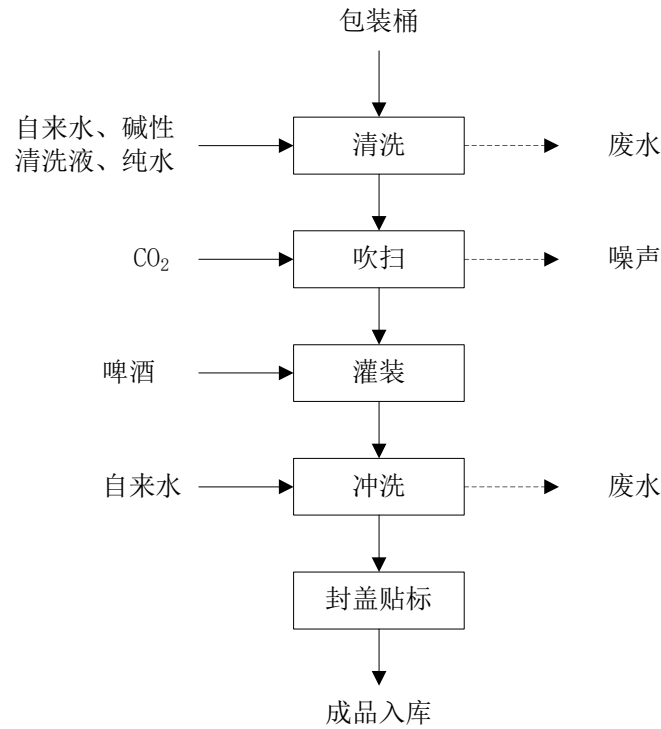 包装桶
自来水、碱性
清洗液、纯水
清洗
废水
CO₂
吹扫
噪声
啤酒
灌装
自来水
冲洗
废水
封盖贴标
成品入库